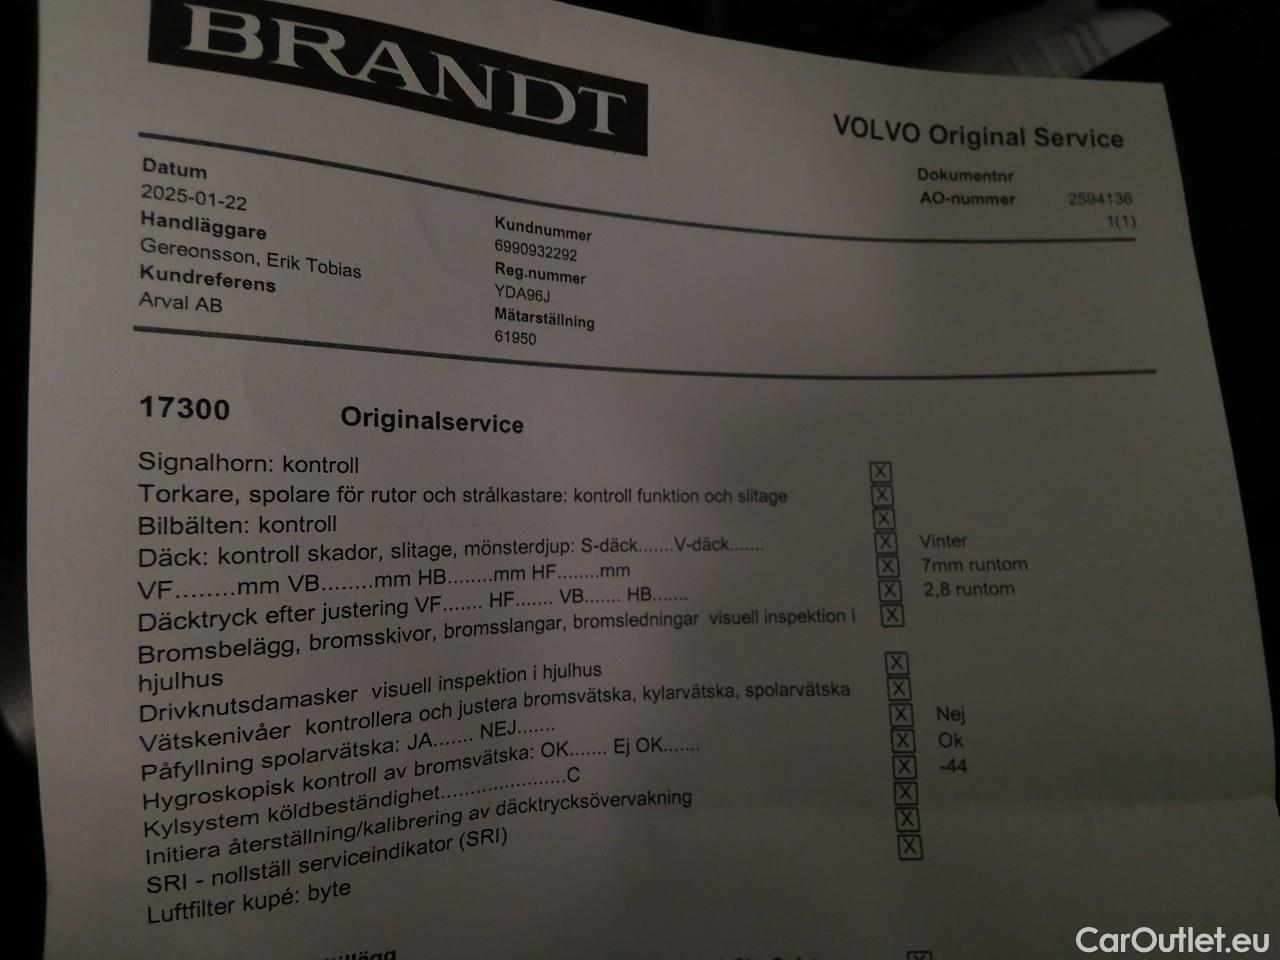 BRANDT
VOLVO Original Service
Dokumentnr
AO-nummer 2594136
1(1)
Datum
2025-01-22
Handläggare
Gereonsson, Erik Tobias
Kundreferens
Arval AB
Kundnummer
6990932292
Reg.nummer
YDA96J
Mätarställning
61950
17300 Originalservice
Signalhorn: kontroll X
Torkare, spolare för rutor och strålkastare: kontroll funktion och slitage X
Bilbälten: kontroll X
Däck: kontroll skador, slitage, mönsterdjup: S-däck.......V-däck....... X Vinter
VF........mm VB........mm HB........mm HF........mm X 7mm runtom
Däcktryck efter justering VF....... HF....... VB....... HB....... X 2,8 runtom
Bromsbelägg, bromsskivor, bromsslangar, bromsledningar visuell inspektion i X
hjulhus
Drivknutsdamasker visuell inspektion i hjulhus X
Vätskenivåer kontrollera och justera bromsvätska, kylarvätska, spolarvätska X
Påfyllning spolarvätska: JA....... NEJ....... X Nej
Hygroskopisk kontroll av bromsvätska: OK....... Ej OK....... X Ok
Kylsystem köldbeständighet......................C X -44
Initiera återställning/kalibrering av däcktrycksövervakning X
SRI - nollställ serviceindikator (SRI) X
Luftfilter kupé: byte X
CarOutlet.eu